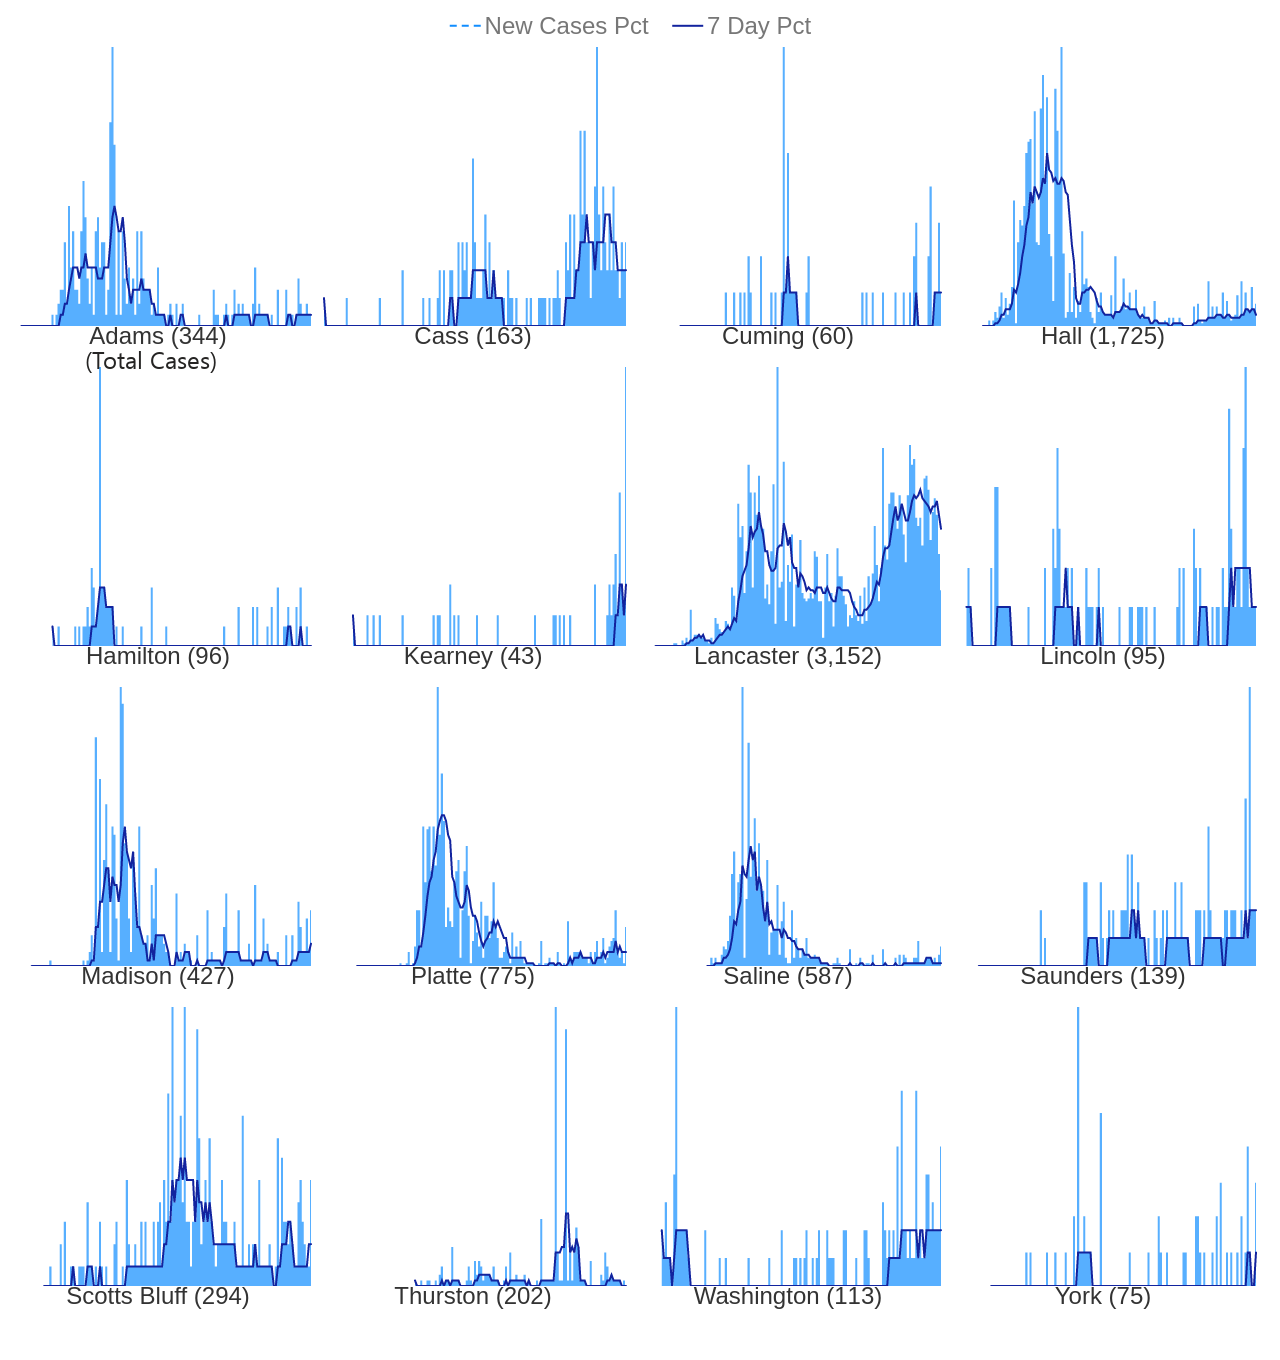 New Cases Pct 7 Day Pct
Adams (344) Cass (163) Cuming (60) Hall (1,725)
(Total Cases)
Hamilton (96) Kearney (43) Lancaster (3,152) Lincoln (95)
Madison (427) Platte (775) Saline (587) Saunders (139)
Scotts Bluff (294) Thurston (202) Washington (113) York (75)